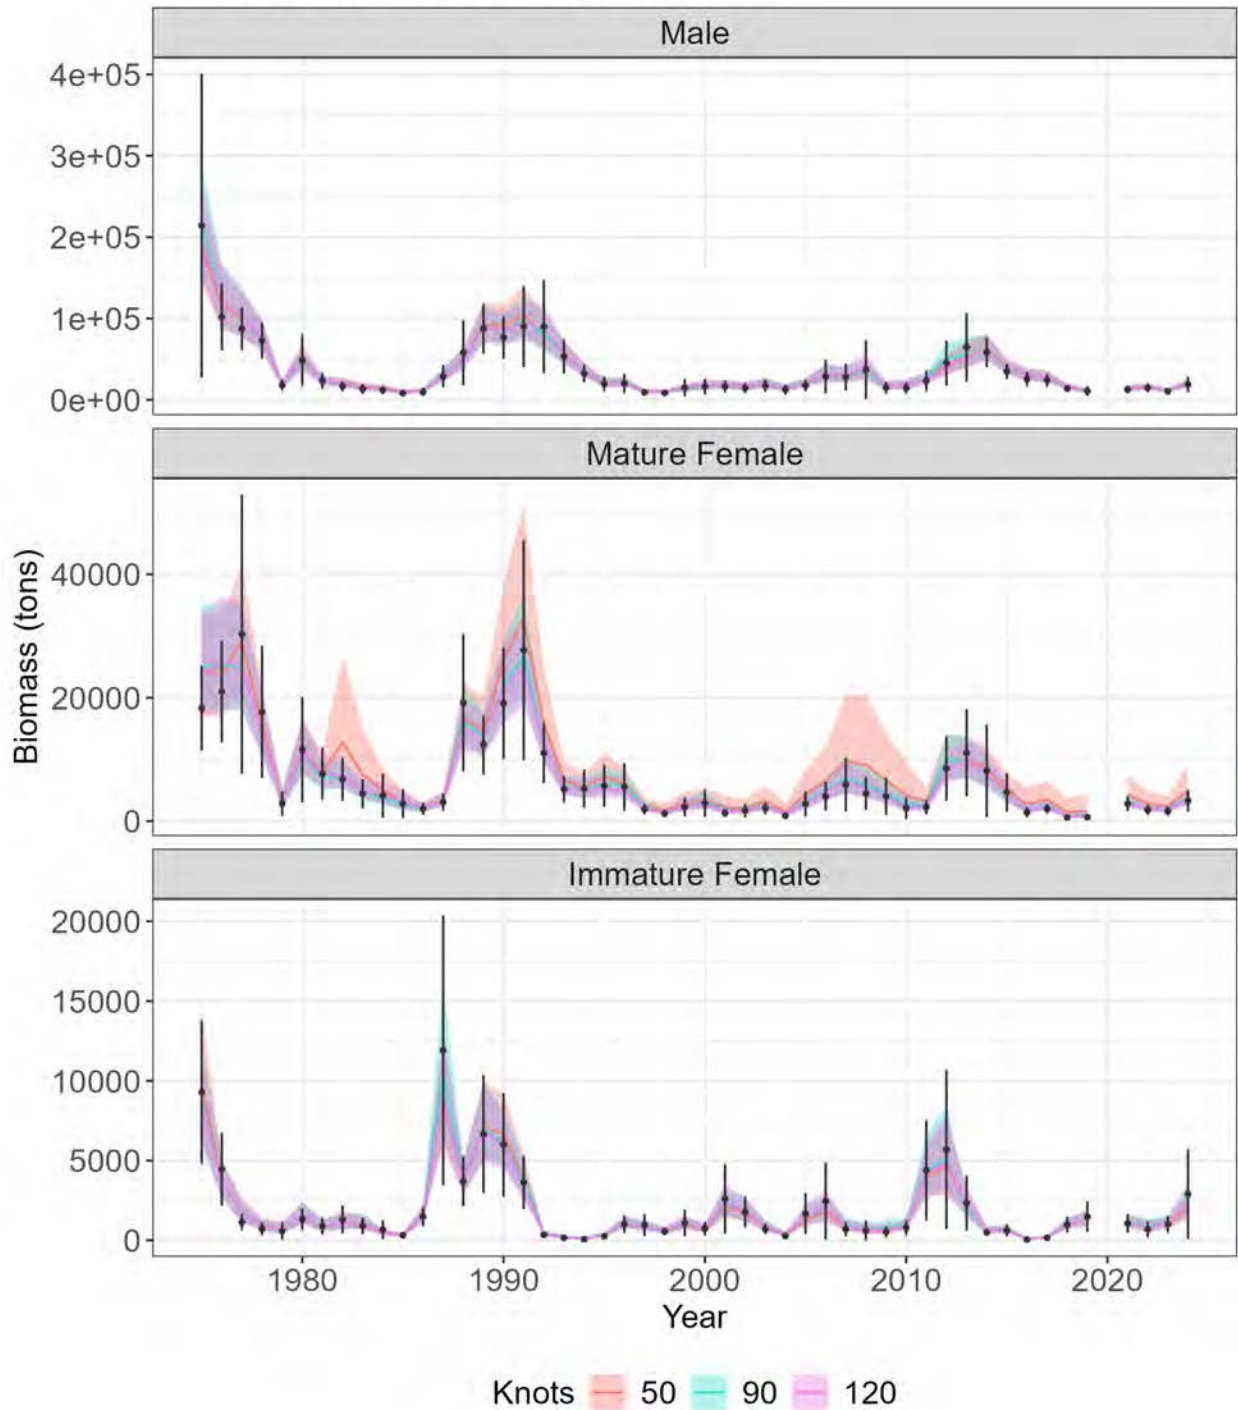 Male
4e+05
3e+05
2e+05
1e+05
0e+00
Mature Female
Biomass (tons)
40000
20000
0
Immature Female
20000
15000
10000
5000
0
1980 1990 2000 2010 2020
Year
Knots 50 90 120